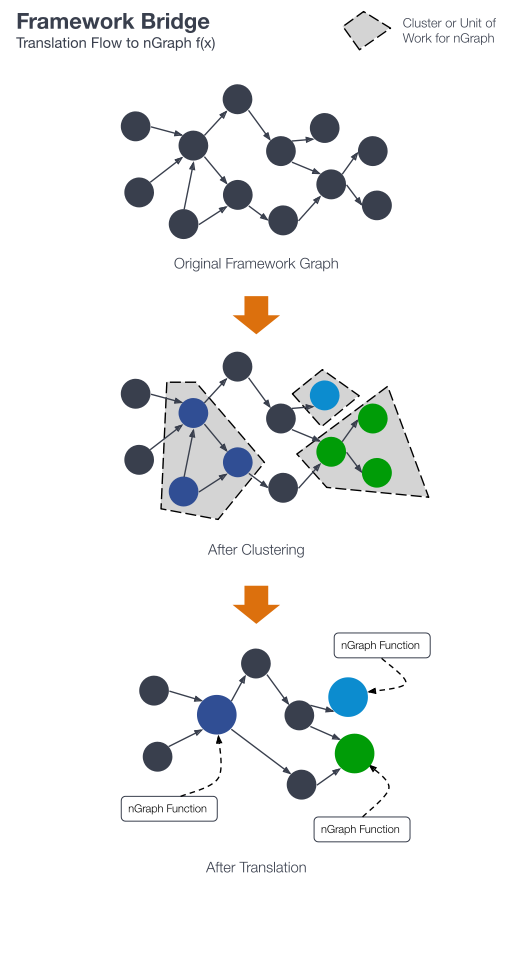 Framework Bridge
Translation Flow to nGraph f(x)
Cluster or Unit of
Work for nGraph
Original Framework Graph
After Clustering
nGraph Function
nGraph Function
nGraph Function
After Translation